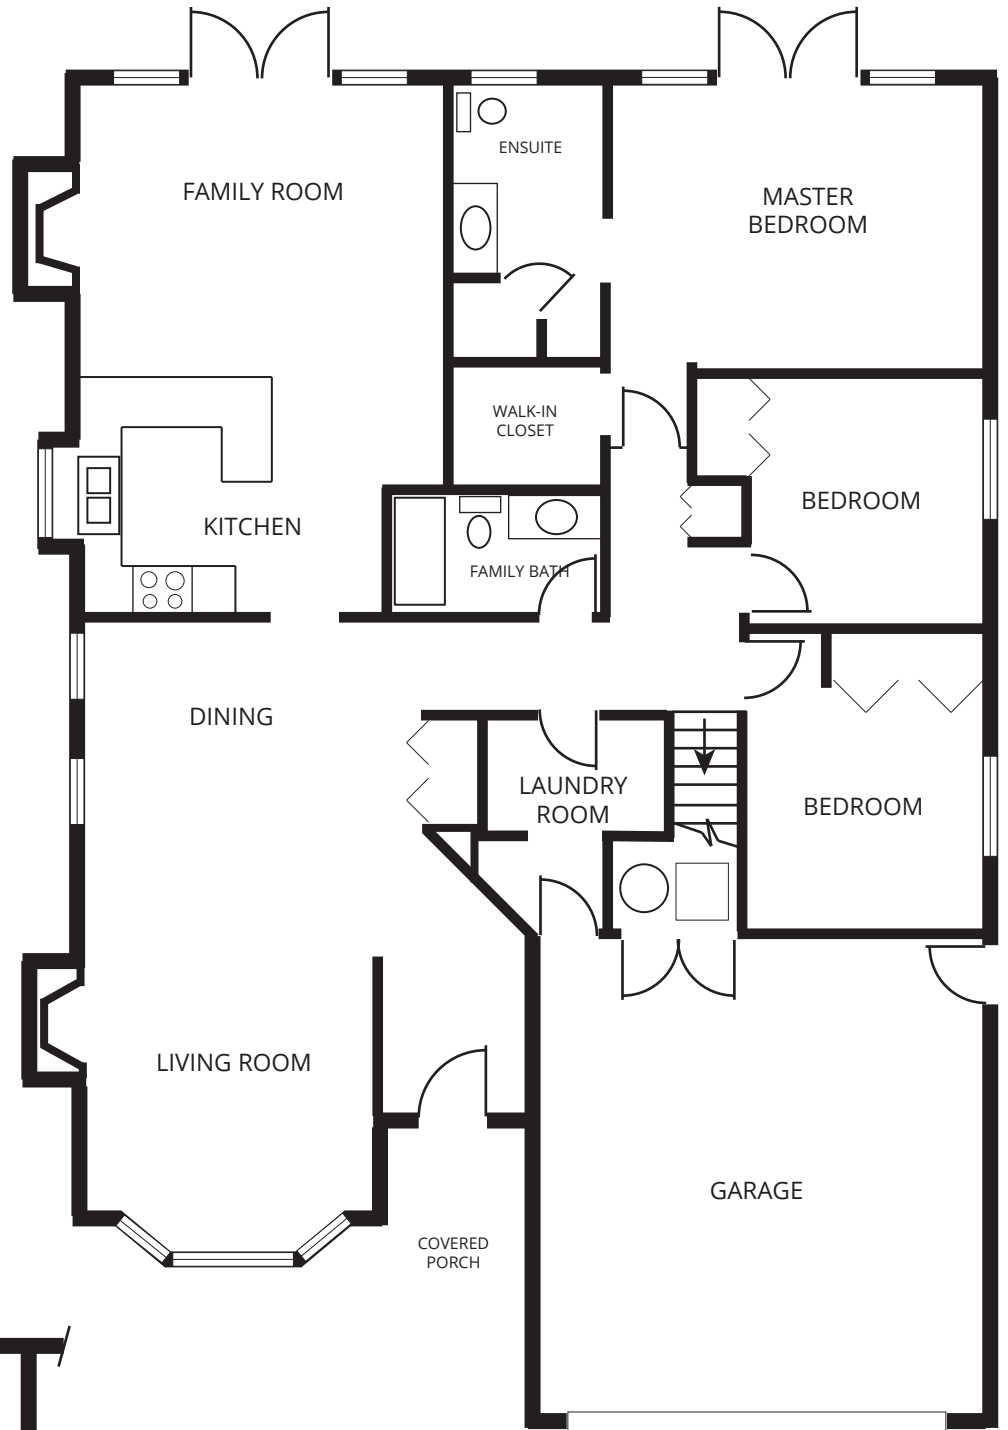 ENSUITE
FAMILY ROOM
MASTER
BEDROOM
WALK-IN
CLOSET
BEDROOM
KITCHEN
FAMILY BATH
DINING
LAUNDRY
ROOM
BEDROOM
LIVING ROOM
GARAGE
COVERED
PORCH